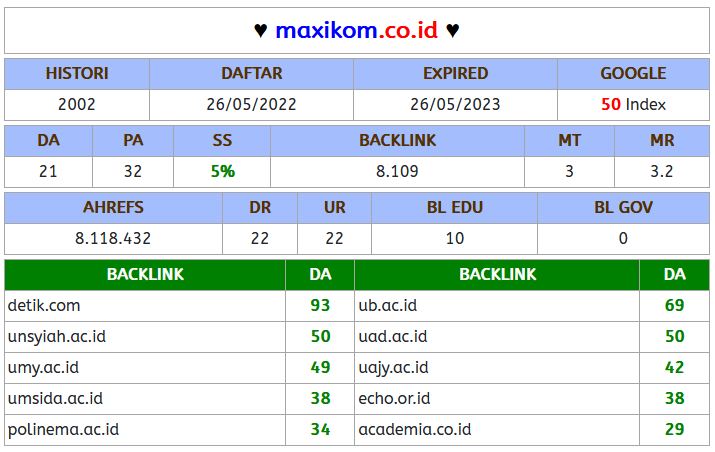 ♥ maxikom.co.id ♥
HISTORI DAFTAR EXPIRED GOOGLE
2002 26/05/2022 26/05/2023 50 Index
DA PA SS BACKLINK MT MR
21 32 5% 8.109 3 3.2
AHREFS DR UR BL EDU BL GOV
8.118.432 22 22 10 0
BACKLINK DA BACKLINK DA
detik.com 93 ub.ac.id 69
unsyiah.ac.id 50 uad.ac.id 50
umy.ac.id 49 uajy.ac.id 42
umsida.ac.id 38 echo.or.id 38
polinema.ac.id 34 academia.co.id 29